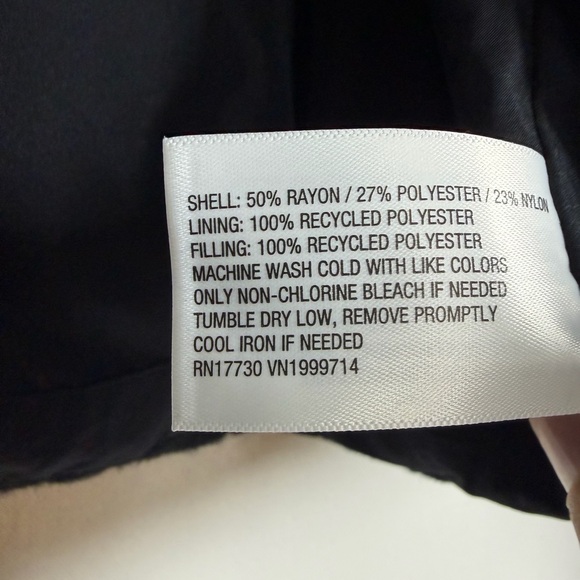 SHELL: 50% RAYON / 27% POLYESTER / 23% NYLON
LINING: 100% RECYCLED POLYESTER
FILLING: 100% RECYCLED POLYESTER
MACHINE WASH COLD WITH LIKE COLORS
ONLY NON-CHLORINE BLEACH IF NEEDED
TUMBLE DRY LOW, REMOVE PROMPTLY
COOL IRON IF NEEDED
RN17730 VN1999714